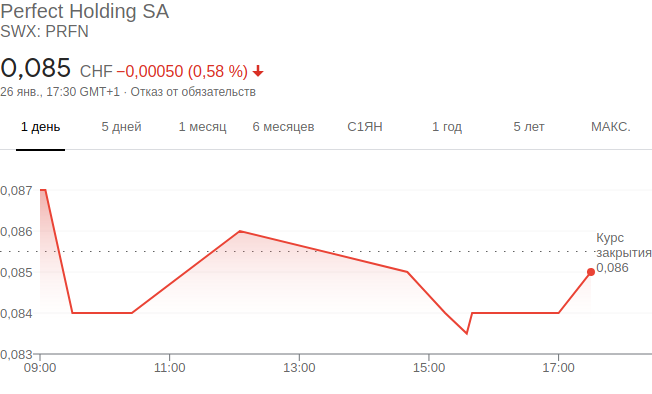 Perfect Holding SA
SWX: PRFN
0,085 CHF −0,00050 (0,58 %)
26 янв., 17:30 GMT+1 · Отказ от обязательств
1 день 5 дней 1 месяц 6 месяцев С1ЯН 1 год 5 лет МАКС.
0,087
0,086
Курс
закрытия
0,086
0,085
0,084
0,083
09:00 11:00 13:00 15:00 17:00